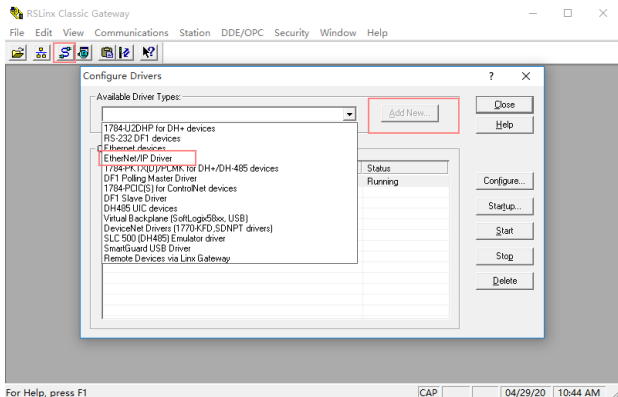 RSLinx Classic Gateway
File Edit View Communications Station DDE/OPC Security Window Help
Configure Drivers
? 
Available Driver Types:
Add New...
Close
Help
1784-U2DHP for DH+ devices
RS-232 DF1 devices
Ethernet devices
EtherNet/IP Driver
1784-PKTX(D)/PCMK for DH+/DH-485 devices
DF1 Polling Master Driver
1784-PCIC(S) for ControlNet devices
DF1 Slave Driver
DH485 UIC devices
Virtual Backplane (SoftLogix58xx, USB)
DeviceNet Drivers (1770-KFD,SDNPT drivers)
SLC 500 (DH485) Emulator driver
SmartGuard USB Driver
Remote Devices via Linx Gateway
Status
Running
Configure...
Startup...
Start
Stop
Delete
For Help, press F1
CAP
04/29/20
10:44 AM